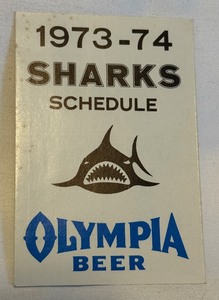 1973-74
SHARKS
SCHEDULE
OLYMPIA
BEER